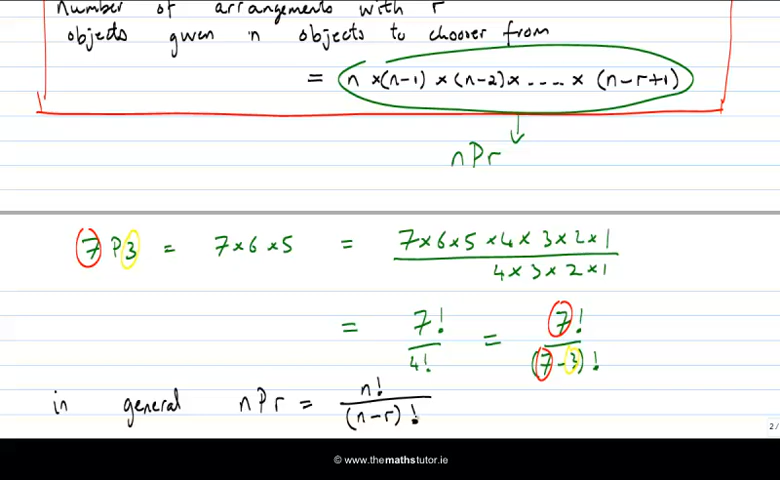 number of arrangements with r
objects given n objects to choover from
= n ×(n-1) × (n-2)× ..... × (n-r+1)
nPr
7P3 = 7×6×5 = 7×6×5×4×3×2×1 / 4×3×2×1
= 7! / 4! = 7! / (7-3)!
in general nPr = n! / (n-r)!
2/
© www.themathstutor.ie